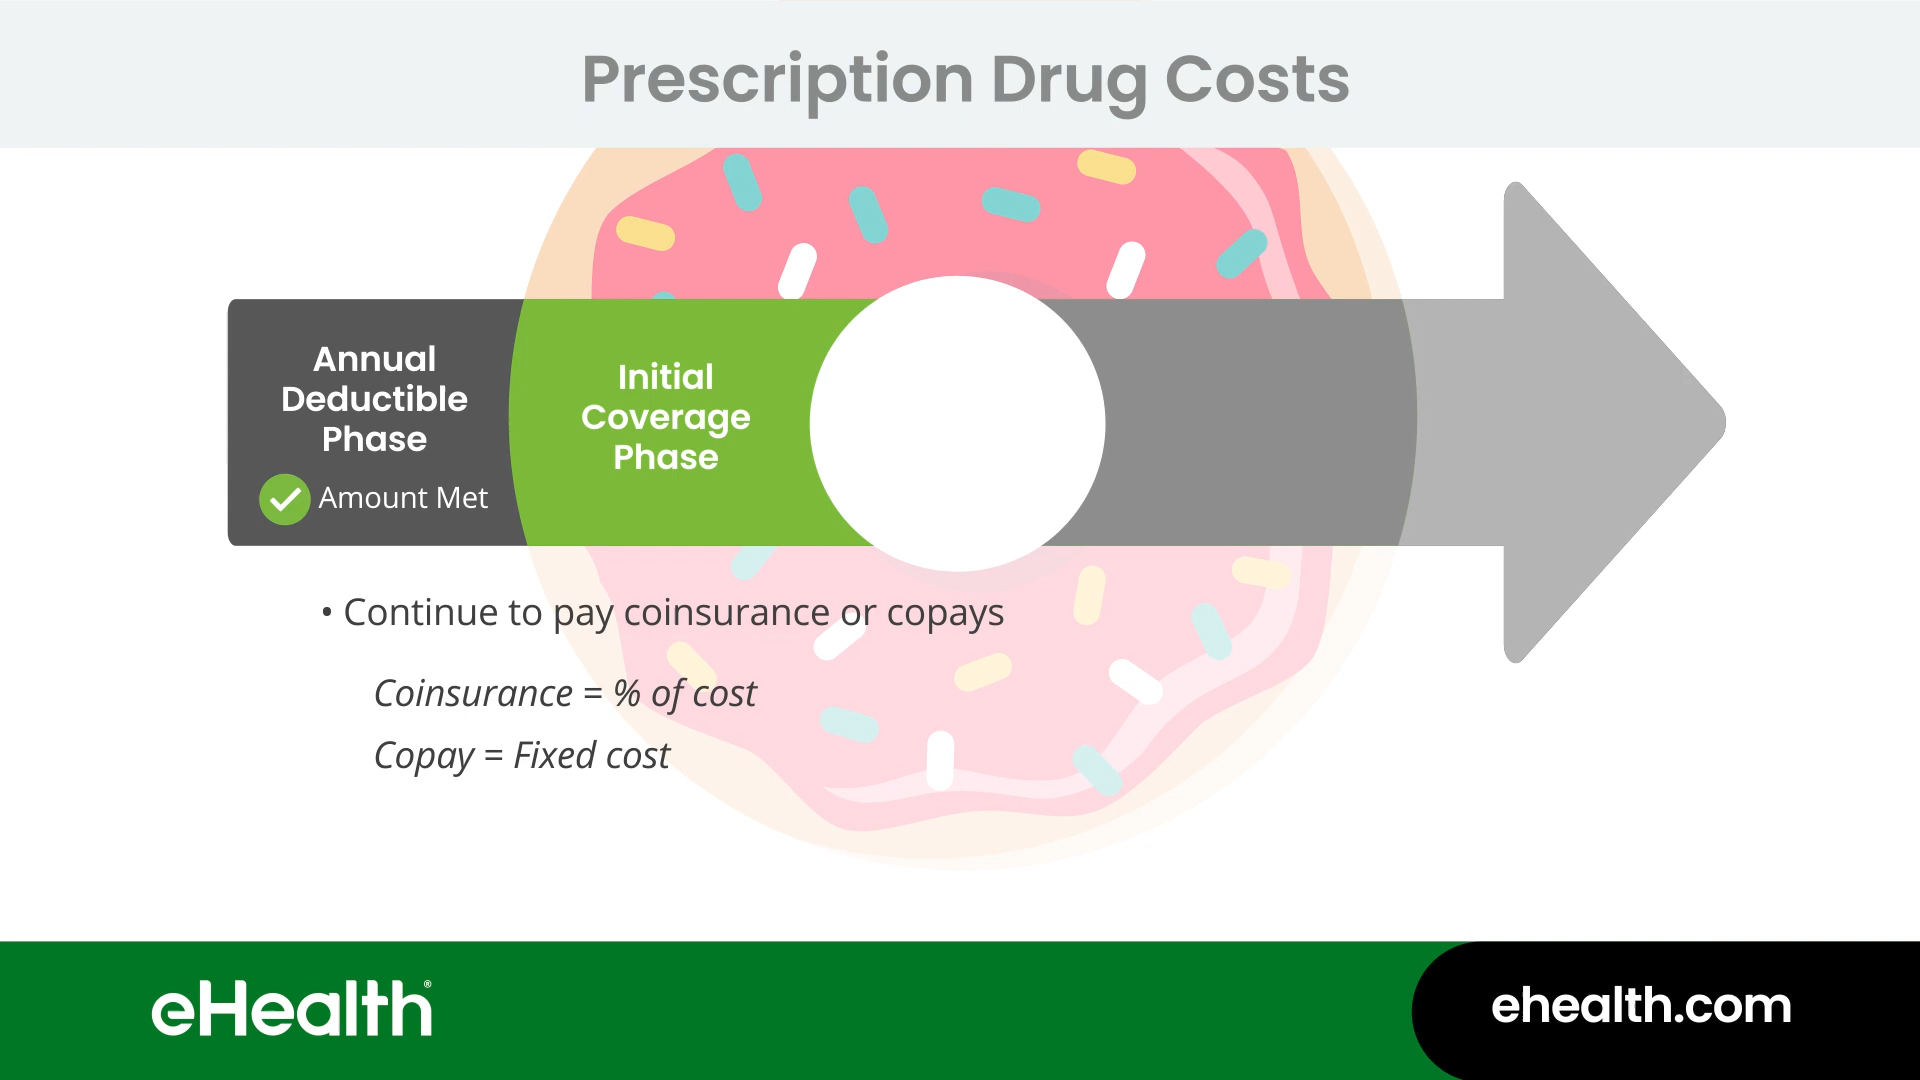 Prescription Drug Costs
Annual
Deductible
Phase
Amount Met
Initial
Coverage
Phase
• Continue to pay coinsurance or copays
Coinsurance = % of cost
Copay = Fixed cost
eHealth®
ehealth.com